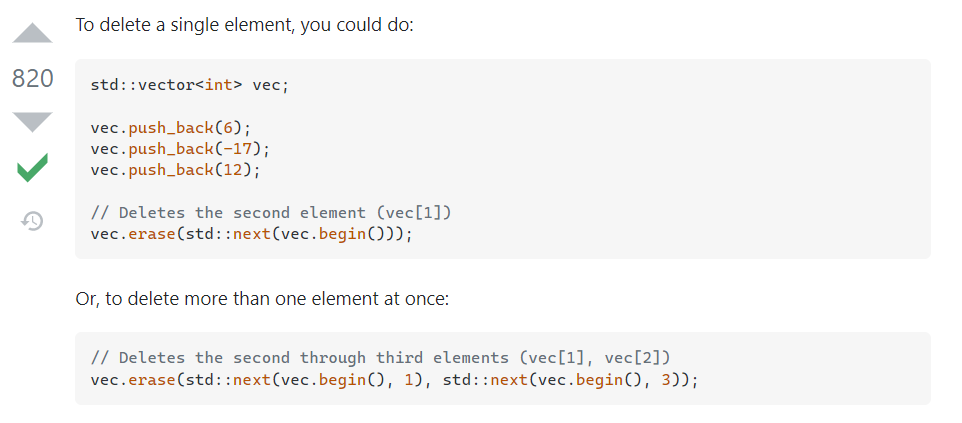 To delete a single element, you could do:
820
std::vector<int> vec;
vec.push_back(6);
vec.push_back(-17);
vec.push_back(12);
// Deletes the second element (vec[1])
vec.erase(std::next(vec.begin()));
Or, to delete more than one element at once:
// Deletes the second through third elements (vec[1], vec[2])
vec.erase(std::next(vec.begin(), 1), std::next(vec.begin(), 3));